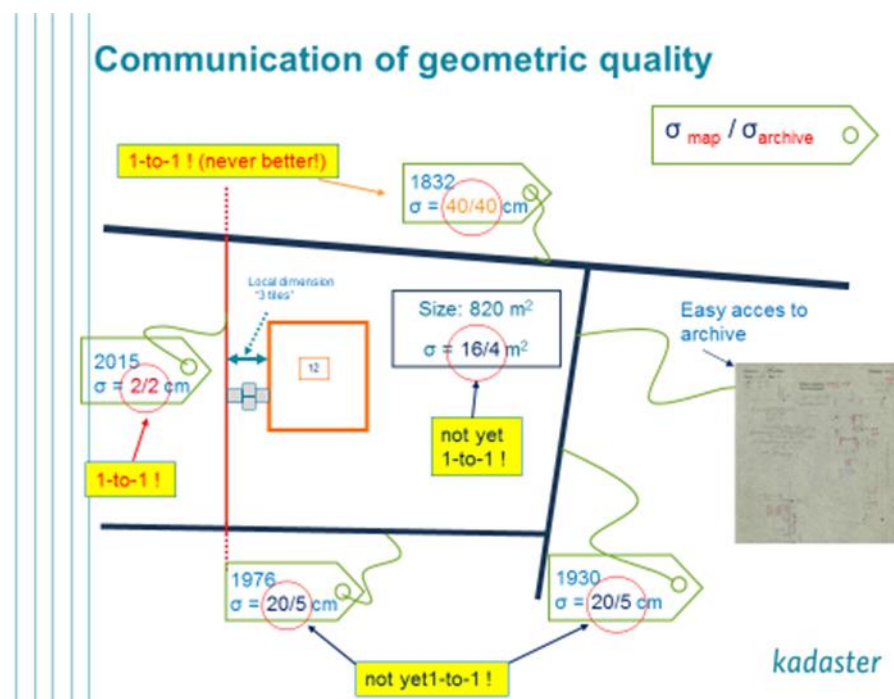 Communication of geometric quality
σ map / σarchive
1-to-1 ! (never better!)
1832
σ = 40/40 cm
Local dimension
"3 tiles"
Size: 820 m²
σ = 16/4 m²
Easy acces to
archive
2015
σ = 2/2 cm
12
not yet
1-to-1 !
1-to-1 !
1976
σ = 20/5 cm
1930
σ = 20/5 cm
not yet1-to-1 !
kadaster